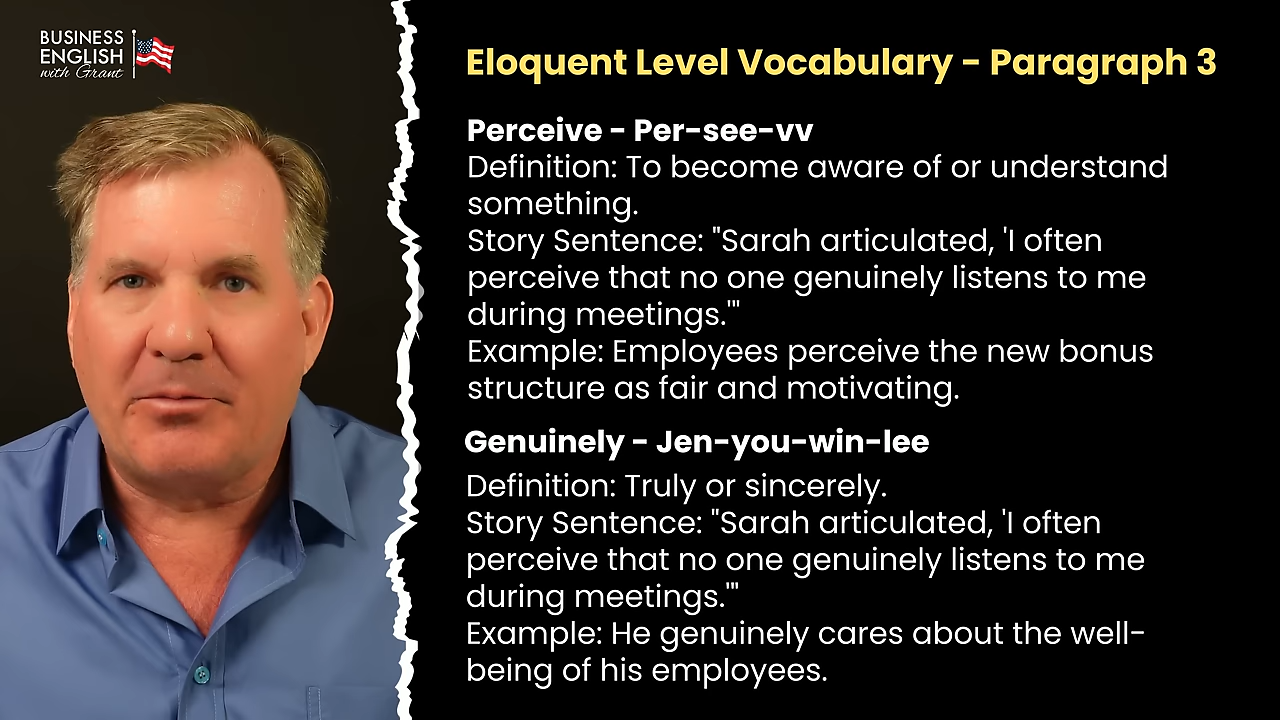 BUSINESS
ENGLISH
with Grant
Eloquent Level Vocabulary - Paragraph 3
Perceive - Per-see-vv
Definition: To become aware of or understand
something.
Story Sentence: "Sarah articulated, 'I often
perceive that no one genuinely listens to me
during meetings.'"
Example: Employees perceive the new bonus
structure as fair and motivating.
Genuinely - Jen-you-win-lee
Definition: Truly or sincerely.
Story Sentence: "Sarah articulated, 'I often
perceive that no one genuinely listens to me
during meetings.'"
Example: He genuinely cares about the well-
being of his employees.